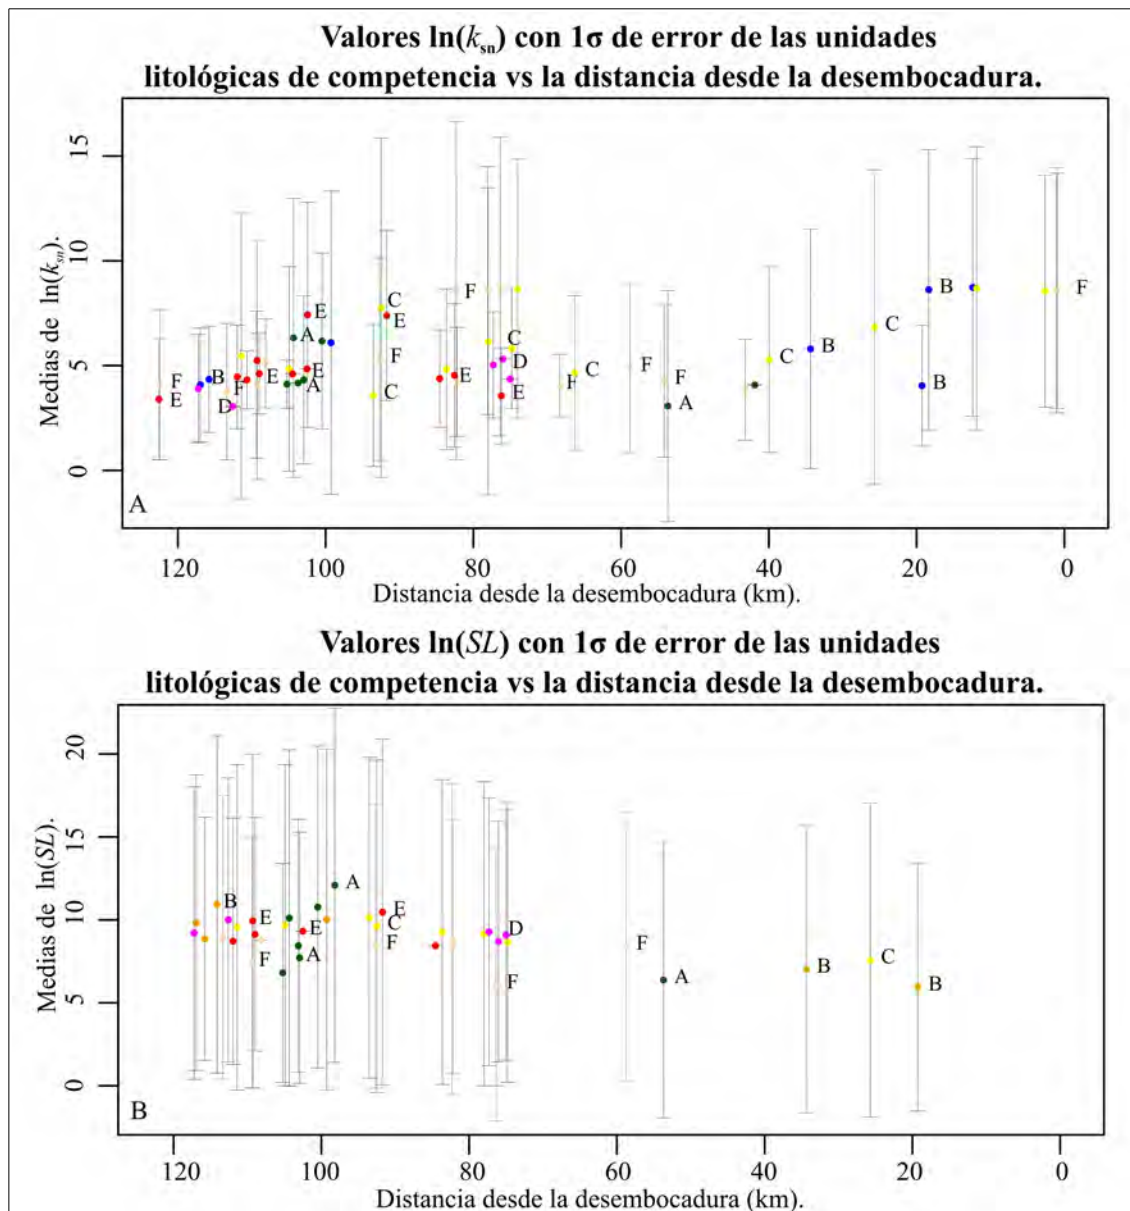 Valores ln(ksn) con 1σ de error de las unidades
litológicas de competencia vs la distancia desde la desembocadura.
Medias de ln(ksn).
15
10
5
0
F
E
B
D
E
E
A
E
A
C
E
F
C
F
E
C
D
E
F
C
F
F
A
C
B
C
B
B
F
A
120
100
80
60
40
20
0
Distancia desde la desembocadura (km).
Valores ln(SL) con 1σ de error de las unidades
litológicas de competencia vs la distancia desde la desembocadura.
Medias de ln(SL).
20
15
10
5
0
B
E
F
E
A
A
E
C
F
D
F
F
A
B
C
B
B
120
100
80
60
40
20
0
Distancia desde la desembocadura (km).